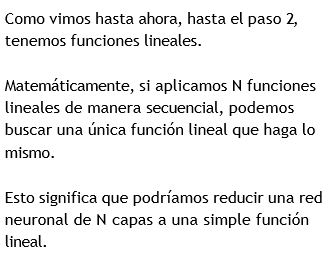 Como vimos hasta ahora, hasta el paso 2,
tenemos funciones lineales.
Matemáticamente, si aplicamos N funciones
lineales de manera secuencial, podemos
buscar una única función lineal que haga lo
mismo.
Esto significa que podríamos reducir una red
neuronal de N capas a una simple función
lineal.